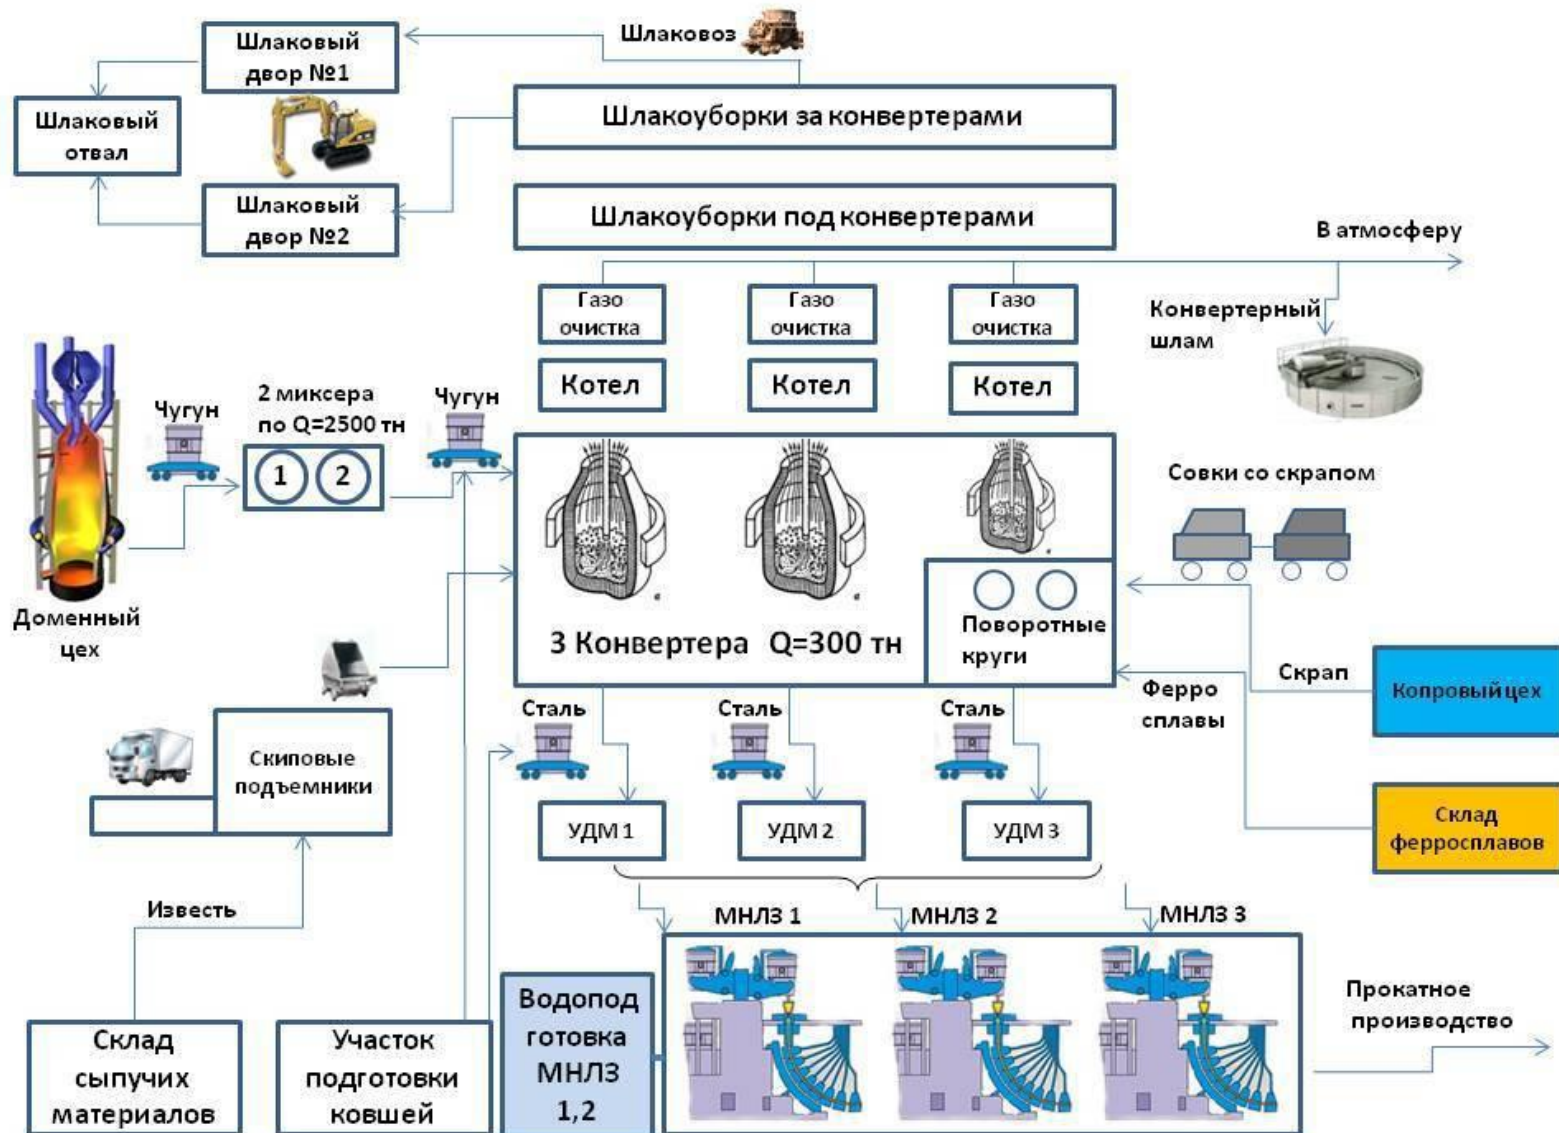 Шлаковоз
Шлаковый
двор №1
Шлаковый
отвал
Шлакоуборки за конвертерами
Шлаковый
двор №2
Шлакоуборки под конвертерами
В атмосферу
Газо
очистка
Газо
очистка
Газо
очистка
Конвертерный
шлам
Котел
Котел
Котел
Чугун
2 миксера
по Q=2500 тн
Чугун
1
2
Совки со скрапом
Доменный
цех
3 Конвертера Q=300 тн
Поворотные
круги
Скрап
Копровый цех
Ферро
сплавы
Сталь
Сталь
Сталь
Скиповые
подъемники
УДМ 1
УДМ 2
УДМ 3
Склад
ферросплавов
Известь
МНЛЗ 1
МНЛЗ 2
МНЛЗ 3
Склад
сыпучих
материалов
Участок
подготовки
ковшей
Водопод
готовка
МНЛЗ
1,2
Прокатное
производство